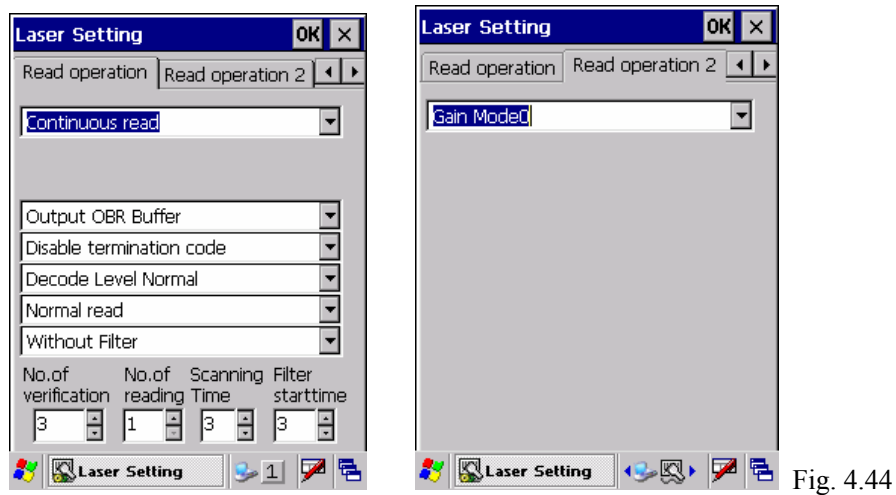 Laser Setting OK ×
Read operation Read operation 2
Continuous read
Output OBR Buffer
Disable termination code
Decode Level Normal
Normal read
Without Filter
No.of No.of Scanning Filter
verification reading Time starttime
3 1 3 3
Laser Setting 1
Laser Setting OK ×
Read operation Read operation 2
Gain Mode0
Laser Setting
Fig. 4.44